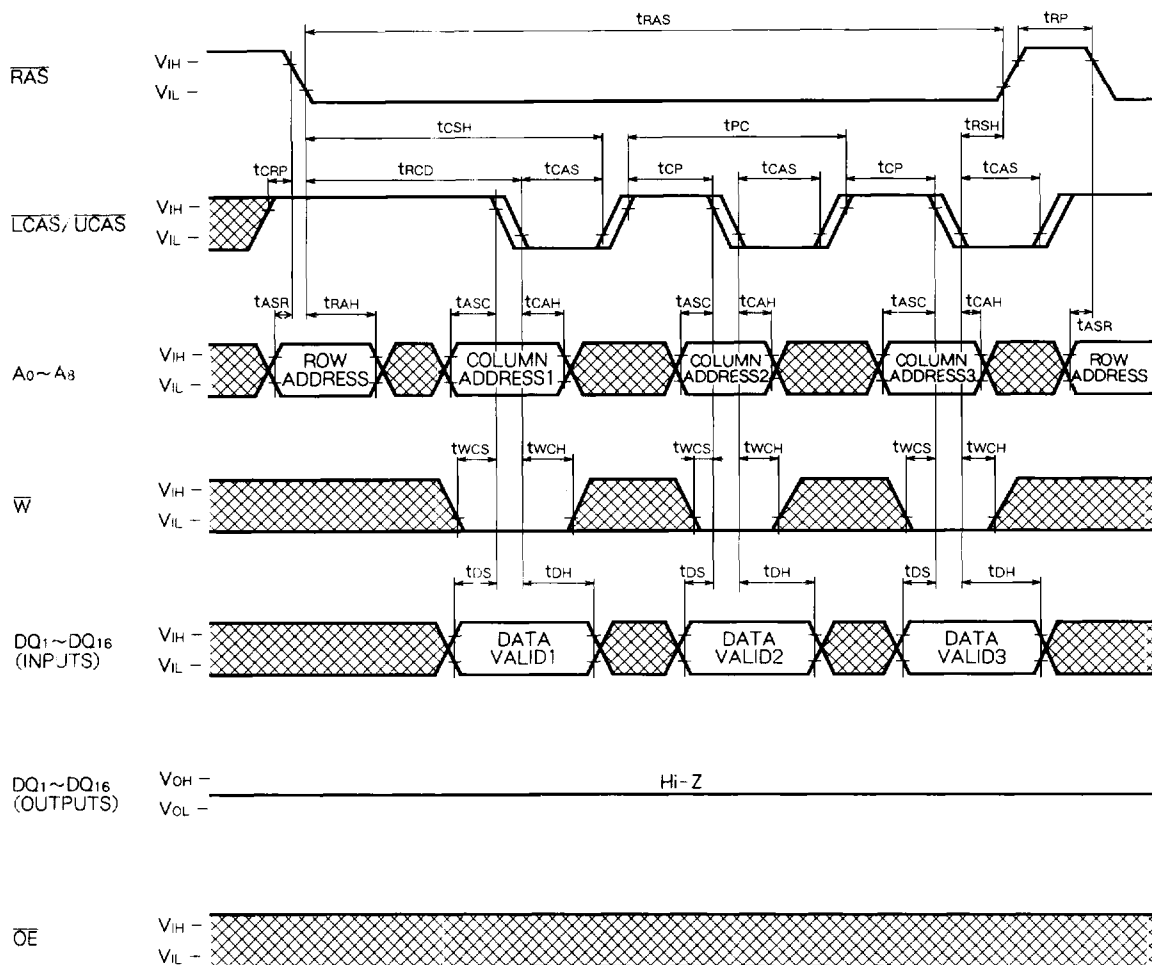 tRAS
tRP
RAS
VIH
VIL
tCSH
tPC
tRSH
tCRP
tRCD
tCAS
tCP
tCAS
tCP
tCAS
LCAS/UCAS
VIH
VIL
tASR
tRAH
tASC
tCAH
tASC
tCAH
tASC
tCAH
tASR
A0~A8
VIH
VIL
ROW
ADDRESS
COLUMN
ADDRESS1
COLUMN
ADDRESS2
COLUMN
ADDRESS3
ROW
ADDRESS
tWCS
tWCH
tWCS
tWCH
tWCS
tWCH
W
VIH
VIL
tDS
tDH
tDS
tDH
tDS
tDH
DQ1~DQ16
(INPUTS)
VIH
VIL
DATA
VALID1
DATA
VALID2
DATA
VALID3
DQ1~DQ16
(OUTPUTS)
VOH
VOL
Hi-Z
OE
VIH
VIL